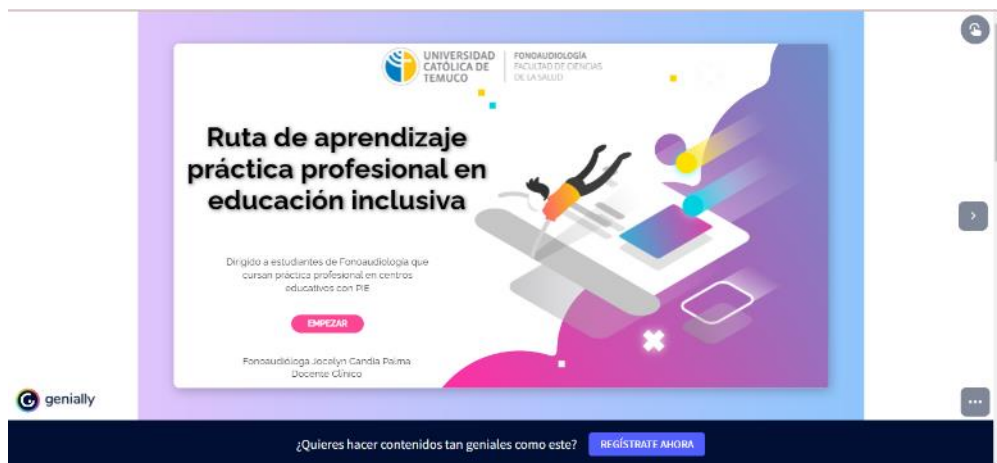 UNIVERSIDAD
CATÓLICA DE
TEMUCO
FONOAUDIOLOGÍA
FACULTAD DE CIENCIAS
DE LA SALUD
Ruta de aprendizaje
práctica profesional en
educación inclusiva
Dirigido a estudiantes de Fonoaudiología que
cursan práctica profesional en centros
educativos con PIE
EMPEZAR
Fonoaudióloga Jocelyn Candia Palma
Docente Clínico
genially
¿Quieres hacer contenidos tan geniales como este?
REGÍSTRATE AHORA